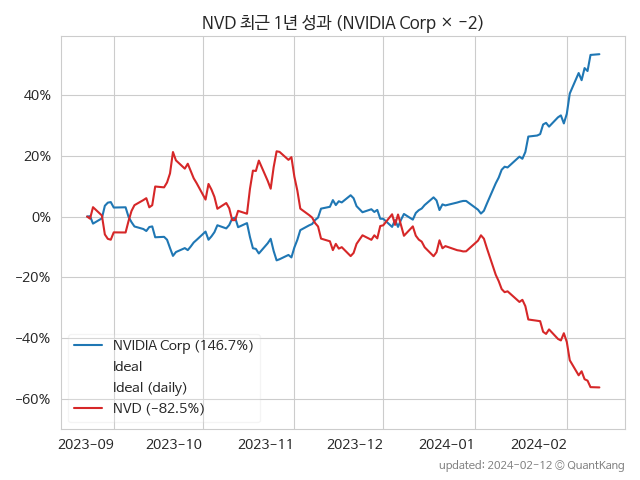 NVD 최근 1년 성과 (NVIDIA Corp × −2)
40%
20%
0%
−20%
−40%
−60%
NVIDIA Corp (146.7%)
Ideal
Ideal (daily)
NVD (−82.5%)
2023−09 2023−10 2023−11 2023−12 2024−01 2024−02
updated: 2024−02−12 © QuantKang